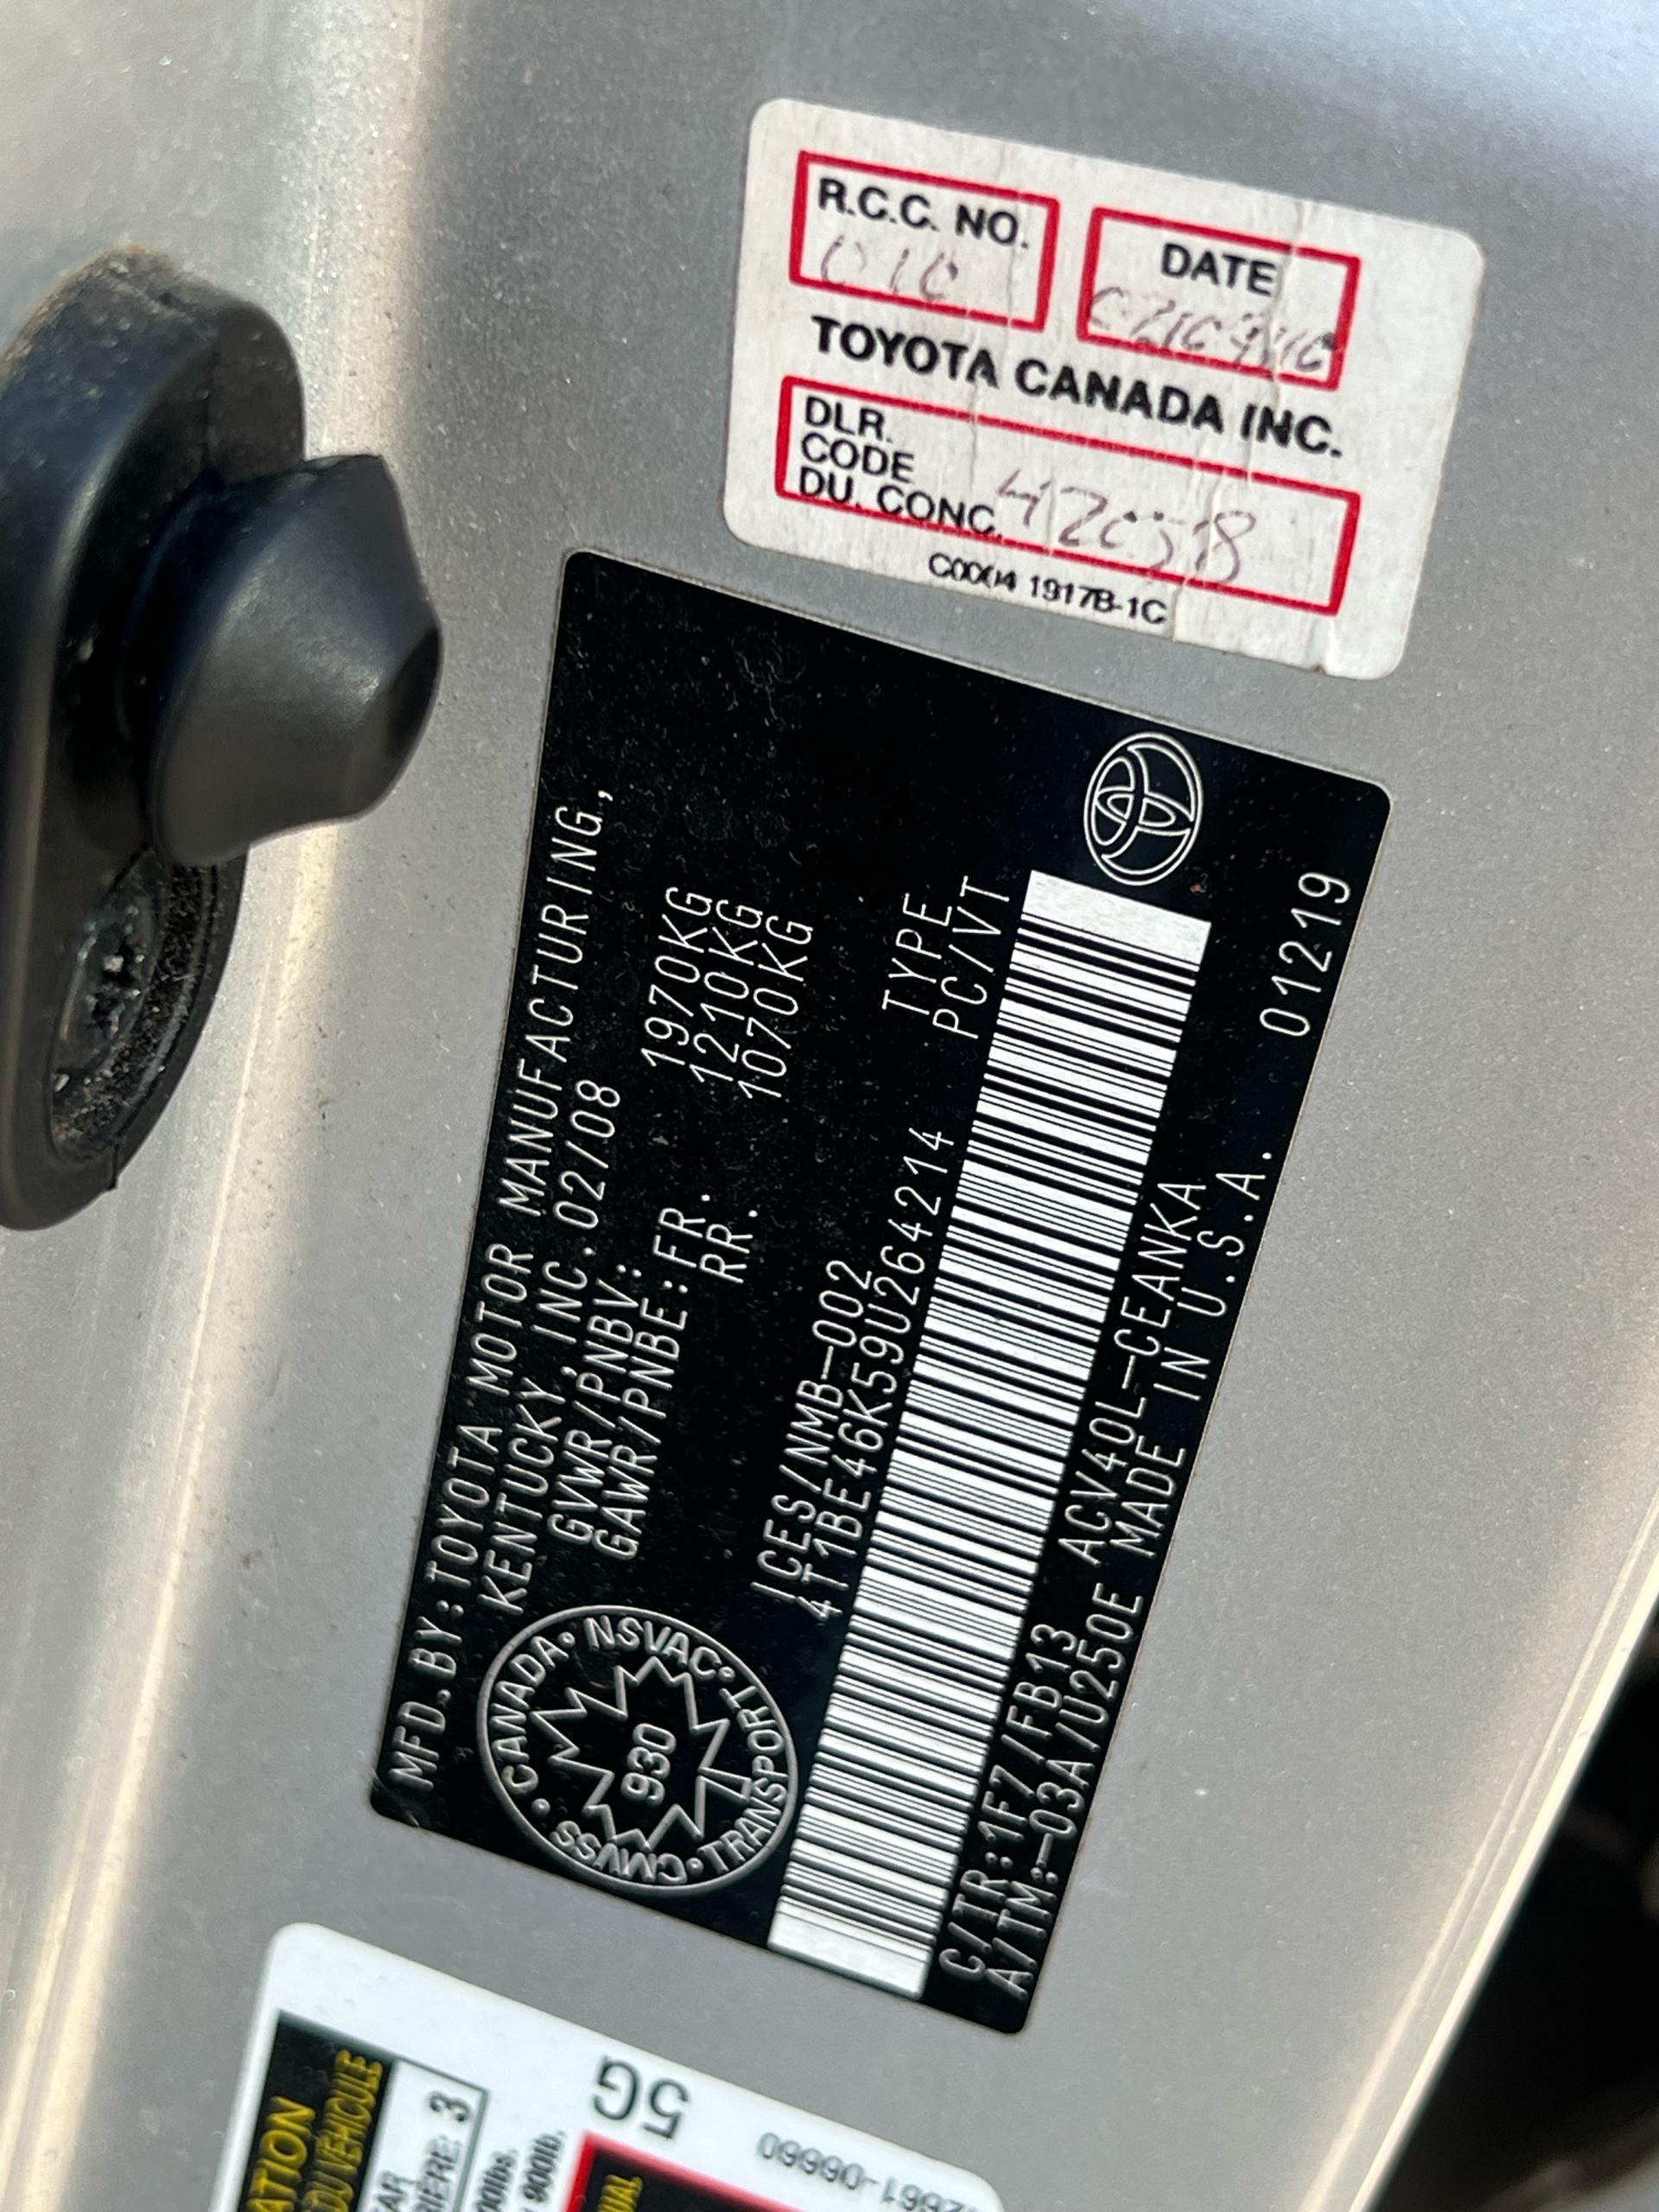 R.C.C. NO.
DATE
TOYOTA CANADA INC.
DLR.
CODE
DU. CONC.
42058
C0004 1917B-1C
MFD.BY:TOYOTA MOTOR MANUFACTURING,
KENTUCKY, INC. 02/08
GVWR/PNBV: 1970KG
GAWR/PNBE:FR. 1210KG
RR. 1070KG
CANADA • NSVAC • TRANSPORT • CMVSS •
930
ICES/NMB-002
TYPE
4T1BE46K59U264214 PC/VT
C/TR:1F7/FB13 ACV40L-CEANKA
A/TM:-03A/U250E MADE IN U.S.A. 01219
5G